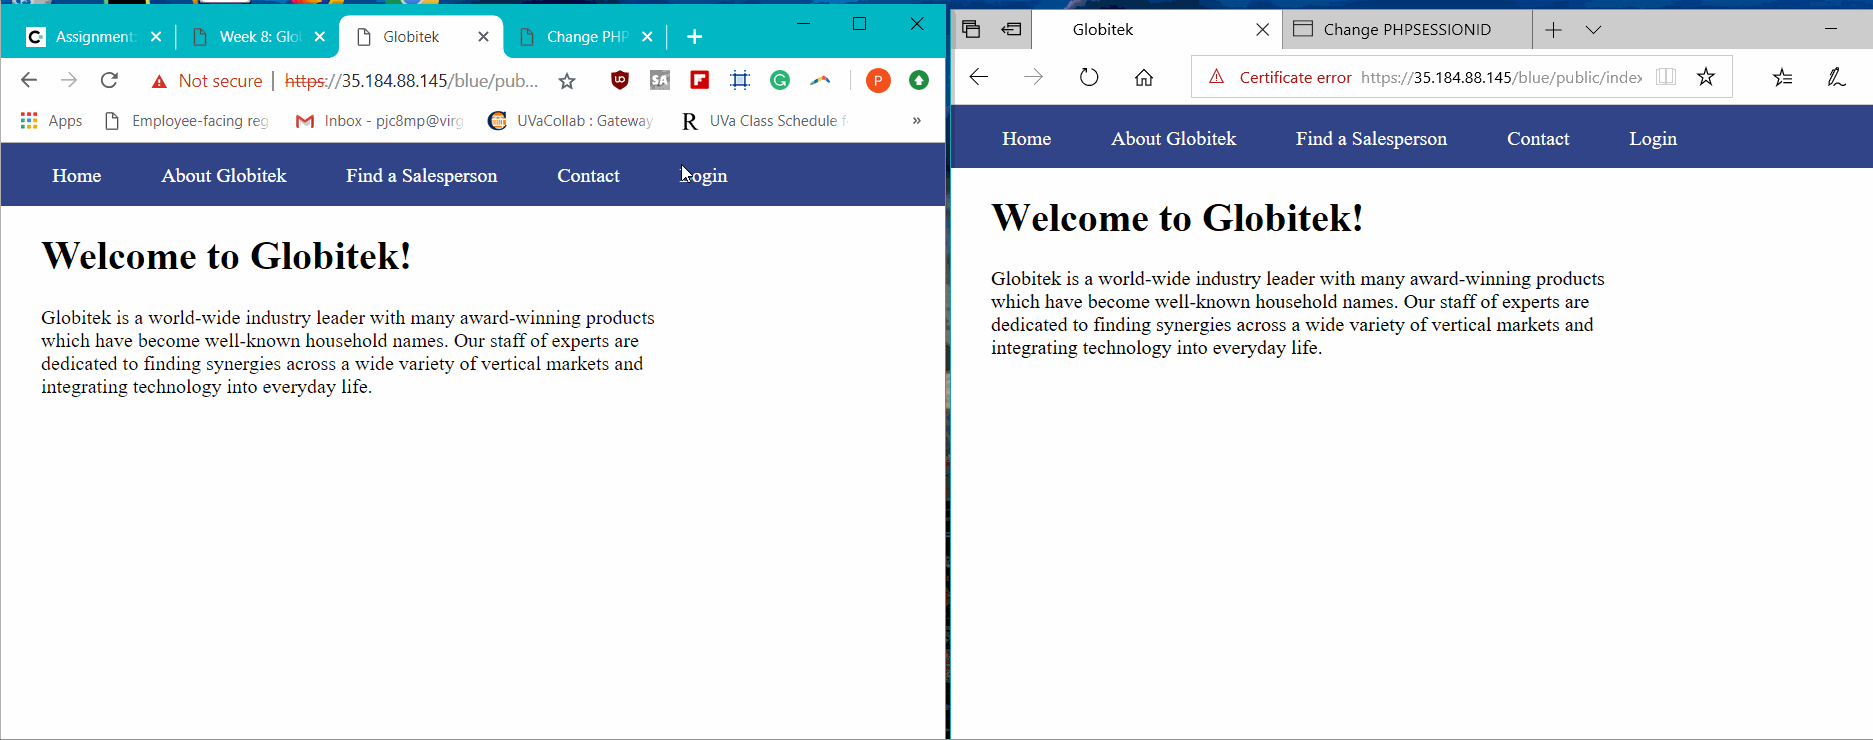 Assignment:
Week 8: Glo
Globitek
Change PHP
Not secure | https://35.184.88.145/blue/pub...
Apps
Employee-facing reg
Inbox - pjc8mp@virg
UVaCollab : Gateway
UVa Class Schedule f
»
Home
About Globitek
Find a Salesperson
Contact
Login
Welcome to Globitek!
Globitek is a world-wide industry leader with many award-winning products
which have become well-known household names. Our staff of experts are
dedicated to finding synergies across a wide variety of vertical markets and
integrating technology into everyday life.
Globitek
Change PHPSESSIONID
Certificate error https://35.184.88.145/blue/public/index
Home
About Globitek
Find a Salesperson
Contact
Login
Welcome to Globitek!
Globitek is a world-wide industry leader with many award-winning products
which have become well-known household names. Our staff of experts are
dedicated to finding synergies across a wide variety of vertical markets and
integrating technology into everyday life.